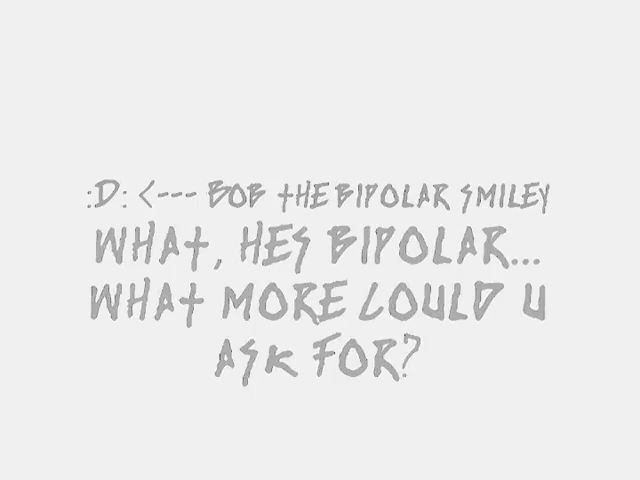 :D: <--- BOB THE BIPOLAR SMILEY
WHAT, HES BIPOLAR...
WHAT MORE COULD U
ASK FOR?